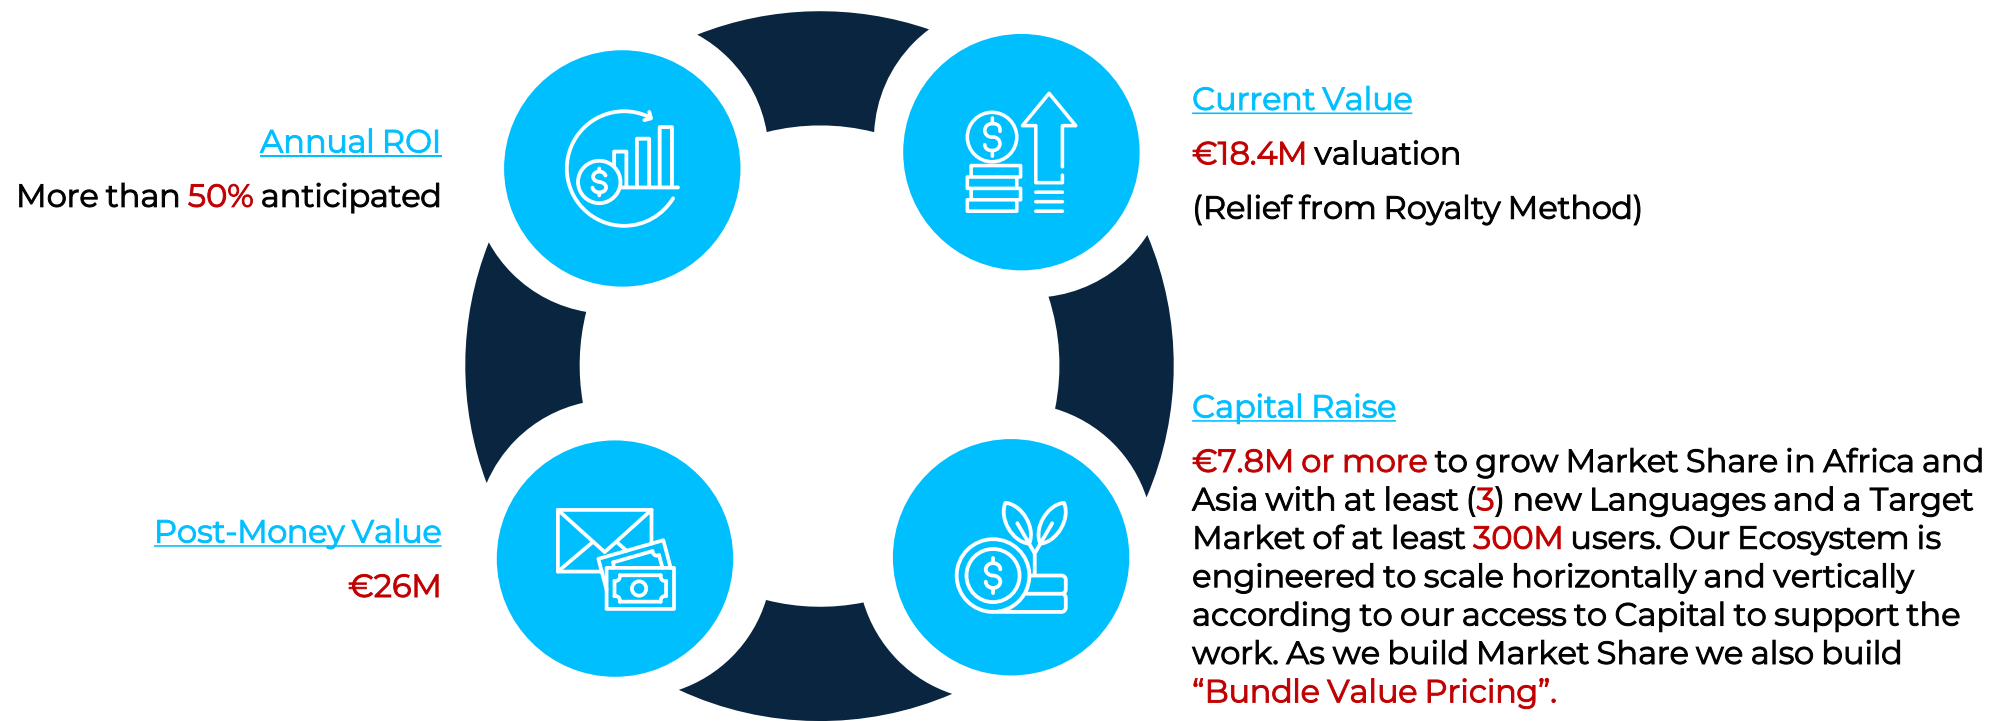 Annual ROI
More than 50% anticipated
Current Value
€18.4M valuation
(Relief from Royalty Method)
Post-Money Value
€26M
Capital Raise
€7.8M or more to grow Market Share in Africa and
Asia with at least (3) new Languages and a Target
Market of at least 300M users. Our Ecosystem is
engineered to scale horizontally and vertically
according to our access to Capital to support the
work. As we build Market Share we also build
“Bundle Value Pricing”.